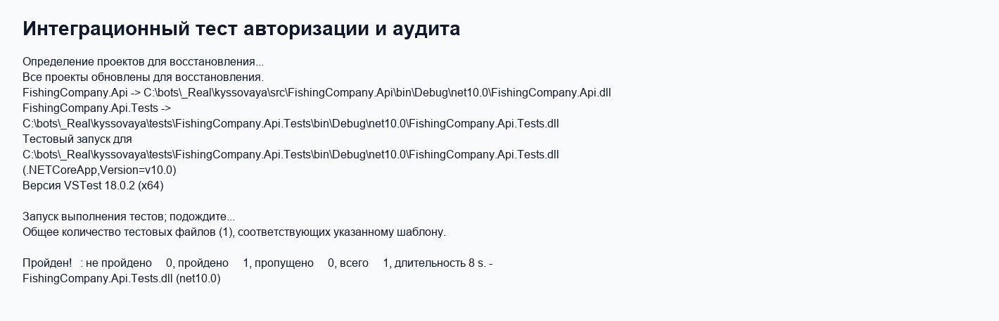 Интеграционный тест авторизации и аудита
Определение проектов для восстановления...
Все проекты обновлены для восстановления.
FishingCompany.Api -> C:\bots\_Real\kyssovaya\src\FishingCompany.Api\bin\Debug\net10.0\FishingCompany.Api.dll
FishingCompany.Api.Tests ->
C:\bots\_Real\kyssovaya\tests\FishingCompany.Api.Tests\bin\Debug\net10.0\FishingCompany.Api.Tests.dll
Тестовый запуск для
C:\bots\_Real\kyssovaya\tests\FishingCompany.Api.Tests\bin\Debug\net10.0\FishingCompany.Api.Tests.dll
(.NETCoreApp,Version=v10.0)
Версия VSTest 18.0.2 (x64)
Запуск выполнения тестов; подождите...
Общее количество тестовых файлов (1), соответствующих указанному шаблону.
Пройден!   : не пройдено     0, пройдено     1, пропущено     0, всего     1, длительность 8 s. -
FishingCompany.Api.Tests.dll (net10.0)